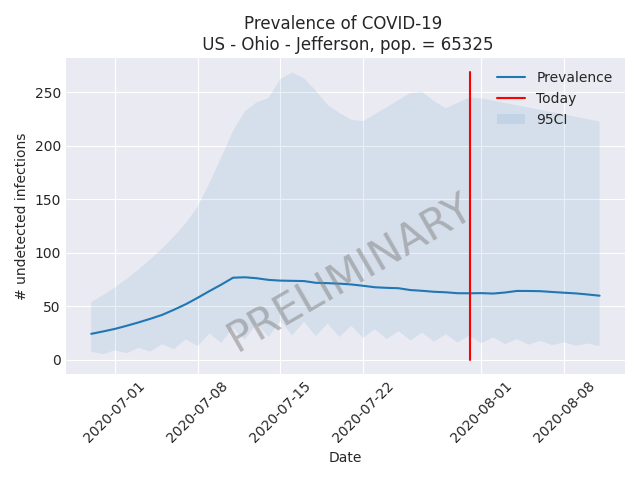 Prevalence of COVID-19
US - Ohio - Jefferson, pop. = 65325
Prevalence
Today
95CI
250
200
150
100
50
0
# undetected infections
PRELIMINARY
2020-07-01
2020-07-08
2020-07-15
2020-07-22
2020-08-01
2020-08-08
Date